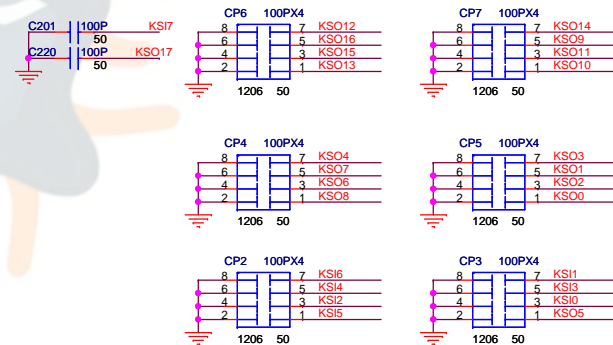 C201 100P KSI7
50
C220 100P KSO17
50
CP6 100PX4
8 7 KSO12
6 5 KSO16
4 3 KSO15
2 1 KSO13
1206 50
CP7 100PX4
8 7 KSO14
6 5 KSO9
4 3 KSO11
2 1 KSO10
1206 50
CP4 100PX4
8 7 KSO4
6 5 KSO7
4 3 KSO6
2 1 KSO8
1206 50
CP5 100PX4
8 7 KSO3
6 5 KSO1
4 3 KSO2
2 1 KSO0
1206 50
CP2 100PX4
8 7 KSI6
6 5 KSI4
4 3 KSI2
2 1 KSI5
1206 50
CP3 100PX4
8 7 KSI1
6 5 KSI3
4 3 KSI0
2 1 KSO5
1206 50